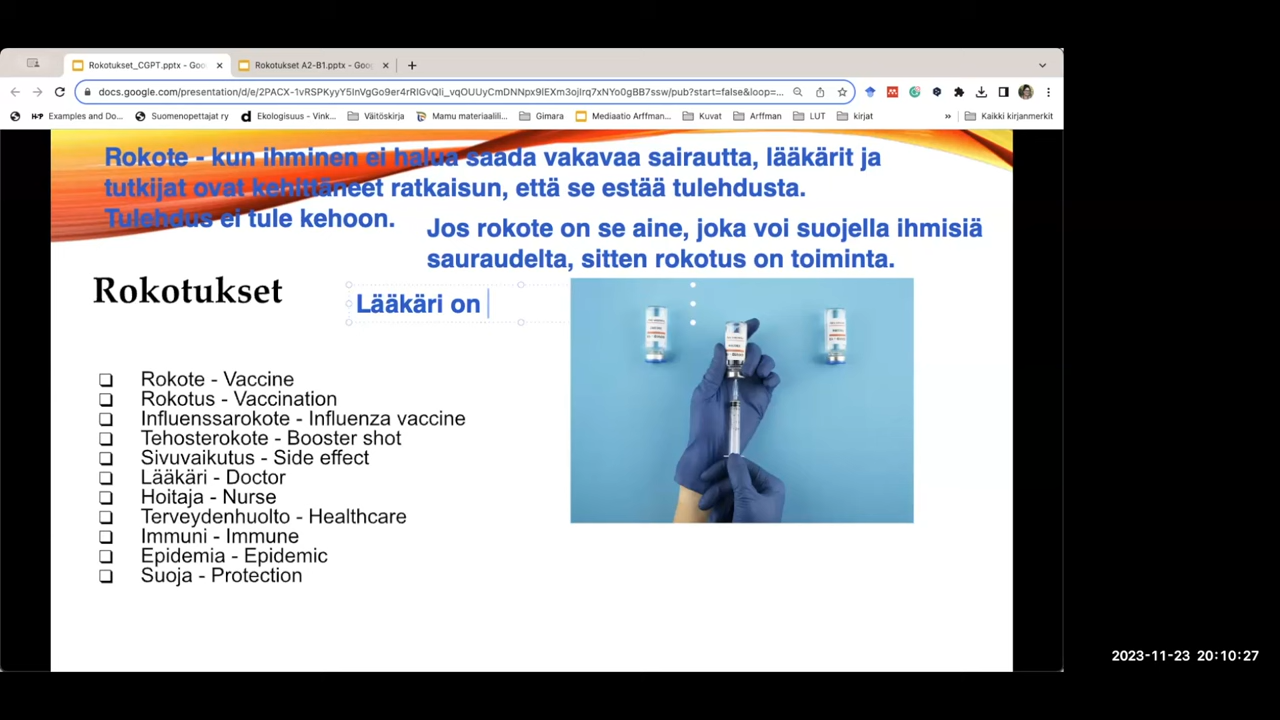 Rokotukset_CGPT.pptx - Goo
Rokotukset A2-B1.pptx - Goo
docs.google.com/presentation/d/e/2PACX-1vRSPKyyY5InVgGo9er4rRIGvQIi_vqOUUyCmDNNpx9IEXm3ojIrq7xNYo0gBB7ssw/pub?start=false&loop=...
Examples and Do... Suomenopettajat ry Ekologisuus - Vink... Väitöskirja Mamu materiaalili... Gimara Mediaatio Arffman... Kuvat Arffman LUT kirjat » Kaikki kirjanmerkit
Rokote - kun ihminen ei halua saada vakavaa sairautta, lääkärit ja
tutkijat ovat kehittäneet ratkaisun, että se estää tulehdusta.
Tulehdus ei tule kehoon.
Jos rokote on se aine, joka voi suojella ihmisiä
sauraudelta, sitten rokotus on toiminta.
Rokotukset
Lääkäri on
Rokote - Vaccine
Rokotus - Vaccination
Influenssarokote - Influenza vaccine
Tehosterokote - Booster shot
Sivuvaikutus - Side effect
Lääkäri - Doctor
Hoitaja - Nurse
Terveydenhuolto - Healthcare
Immuni - Immune
Epidemia - Epidemic
Suoja - Protection
2023-11-23 20:10:27